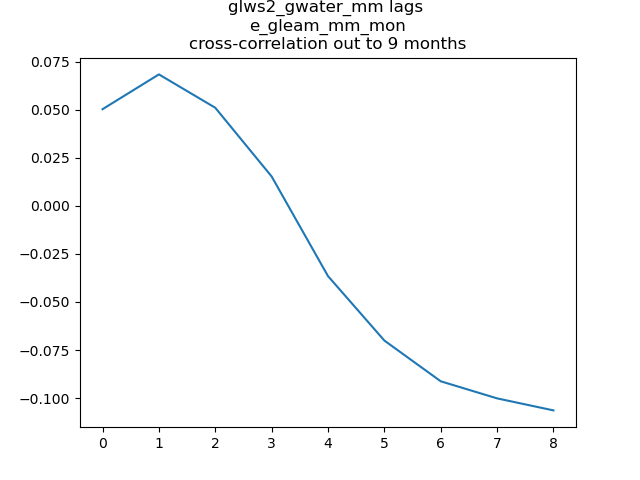 glws2_gwater_mm lags
e_gleam_mm_mon
cross-correlation out to 9 months
0.075
0.050
0.025
0.000
−0.025
−0.050
−0.075
−0.100
0 1 2 3 4 5 6 7 8